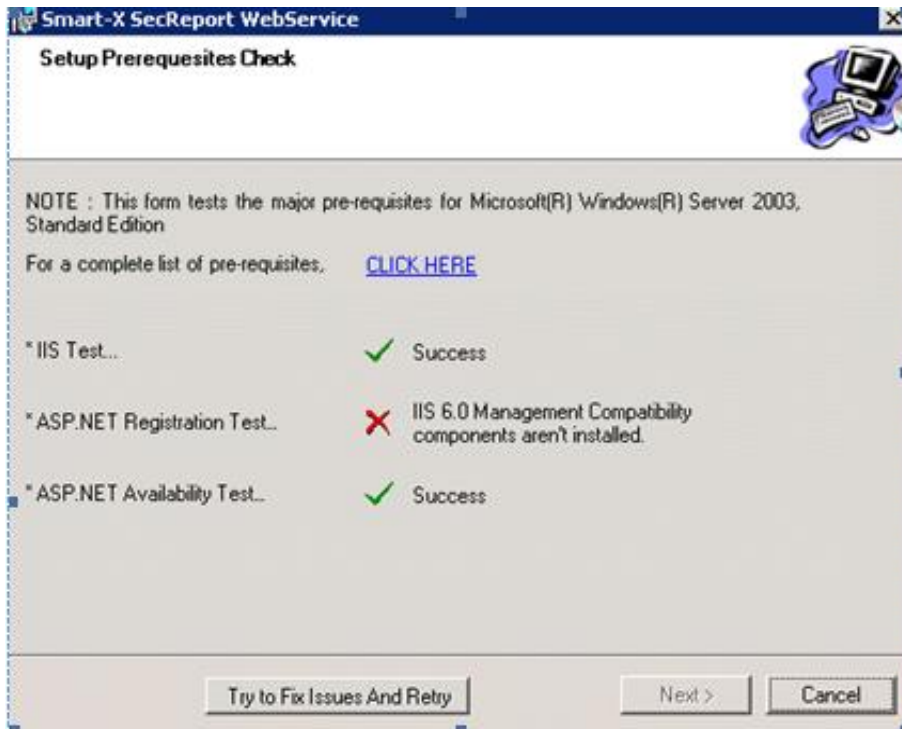 Smart-X SecReport WebService
Setup Prerequesites Check
NOTE : This form tests the major pre-requisites for Microsoft(R) Windows(R) Server 2003,
Standard Edition
For a complete list of pre-requisites, CLICK HERE
* IIS Test... Success
* ASP.NET Registration Test... IIS 6.0 Management Compatibility
components aren't installed.
* ASP.NET Availability Test... Success
Try to Fix Issues And Retry
Next >
Cancel